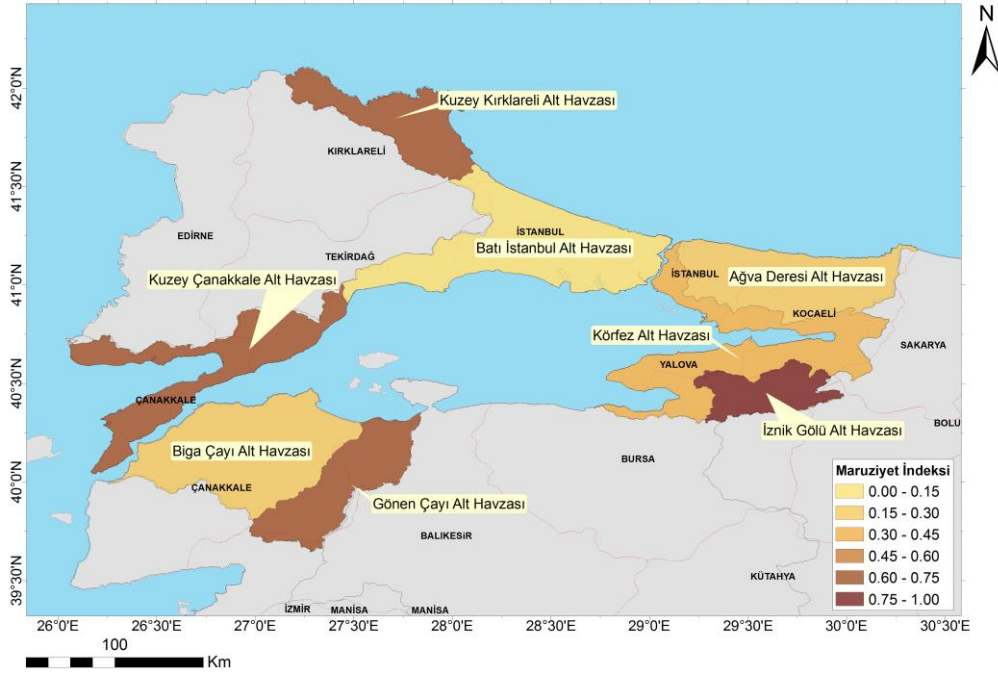 N
42°0'N
41°30'N
41°0'N
40°30'N
40°0'N
39°30'N
Kuzey Kırklareli Alt Havzası
KIRKLARELİ
EDİRNE
İSTANBUL
Batı İstanbul Alt Havzası
TEKİRDAĞ
Kuzey Çanakkale Alt Havzası
İSTANBUL
Ağva Deresi Alt Havzası
KOCAELİ
Körfez Alt Havzası
SAKARYA
YALOVA
ÇANAKKALE
BOLU
İznik Gölü Alt Havzası
Biga Çayı Alt Havzası
BURSA
ÇANAKKALE
Gönen Çayı Alt Havzası
BALIKESİR
KÜTAHYA
İZMİR
MANİSA
MANİSA
Maruziyet İndeksi
0.00 - 0.15
0.15 - 0.30
0.30 - 0.45
0.45 - 0.60
0.60 - 0.75
0.75 - 1.00
26°0'E 26°30'E 27°0'E 27°30'E 28°0'E 28°30'E 29°0'E 29°30'E 30°0'E 30°30'E
100
Km